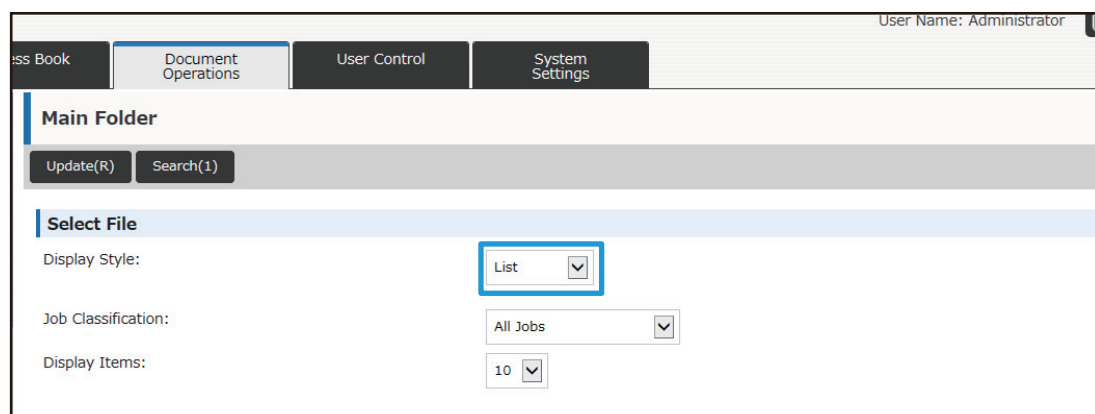 User Name: Administrator
ess Book
Document
Operations
User Control
System
Settings
Main Folder
Update(R) Search(1)
Select File
Display Style: List
Job Classification: All Jobs
Display Items: 10